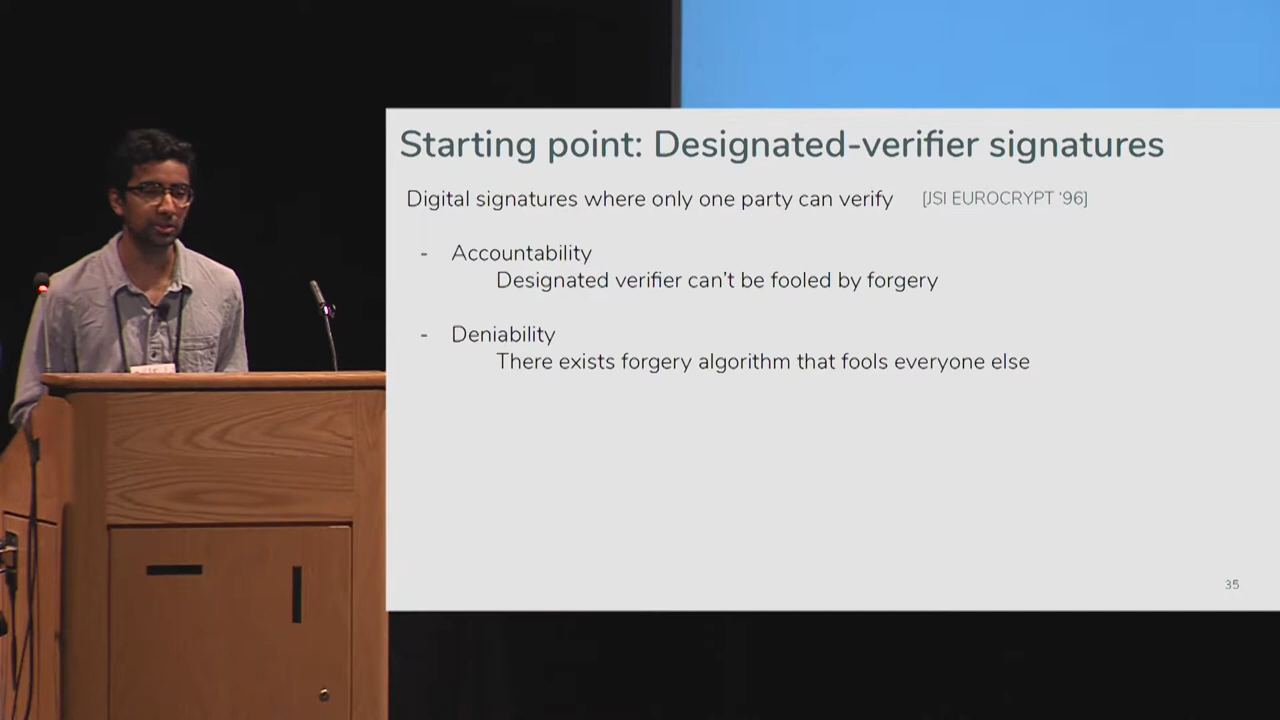 Starting point: Designated-verifier signatures
Digital signatures where only one party can verify [JSI EUROCRYPT '96]
- Accountability
Designated verifier can't be fooled by forgery
- Deniability
There exists forgery algorithm that fools everyone else
35